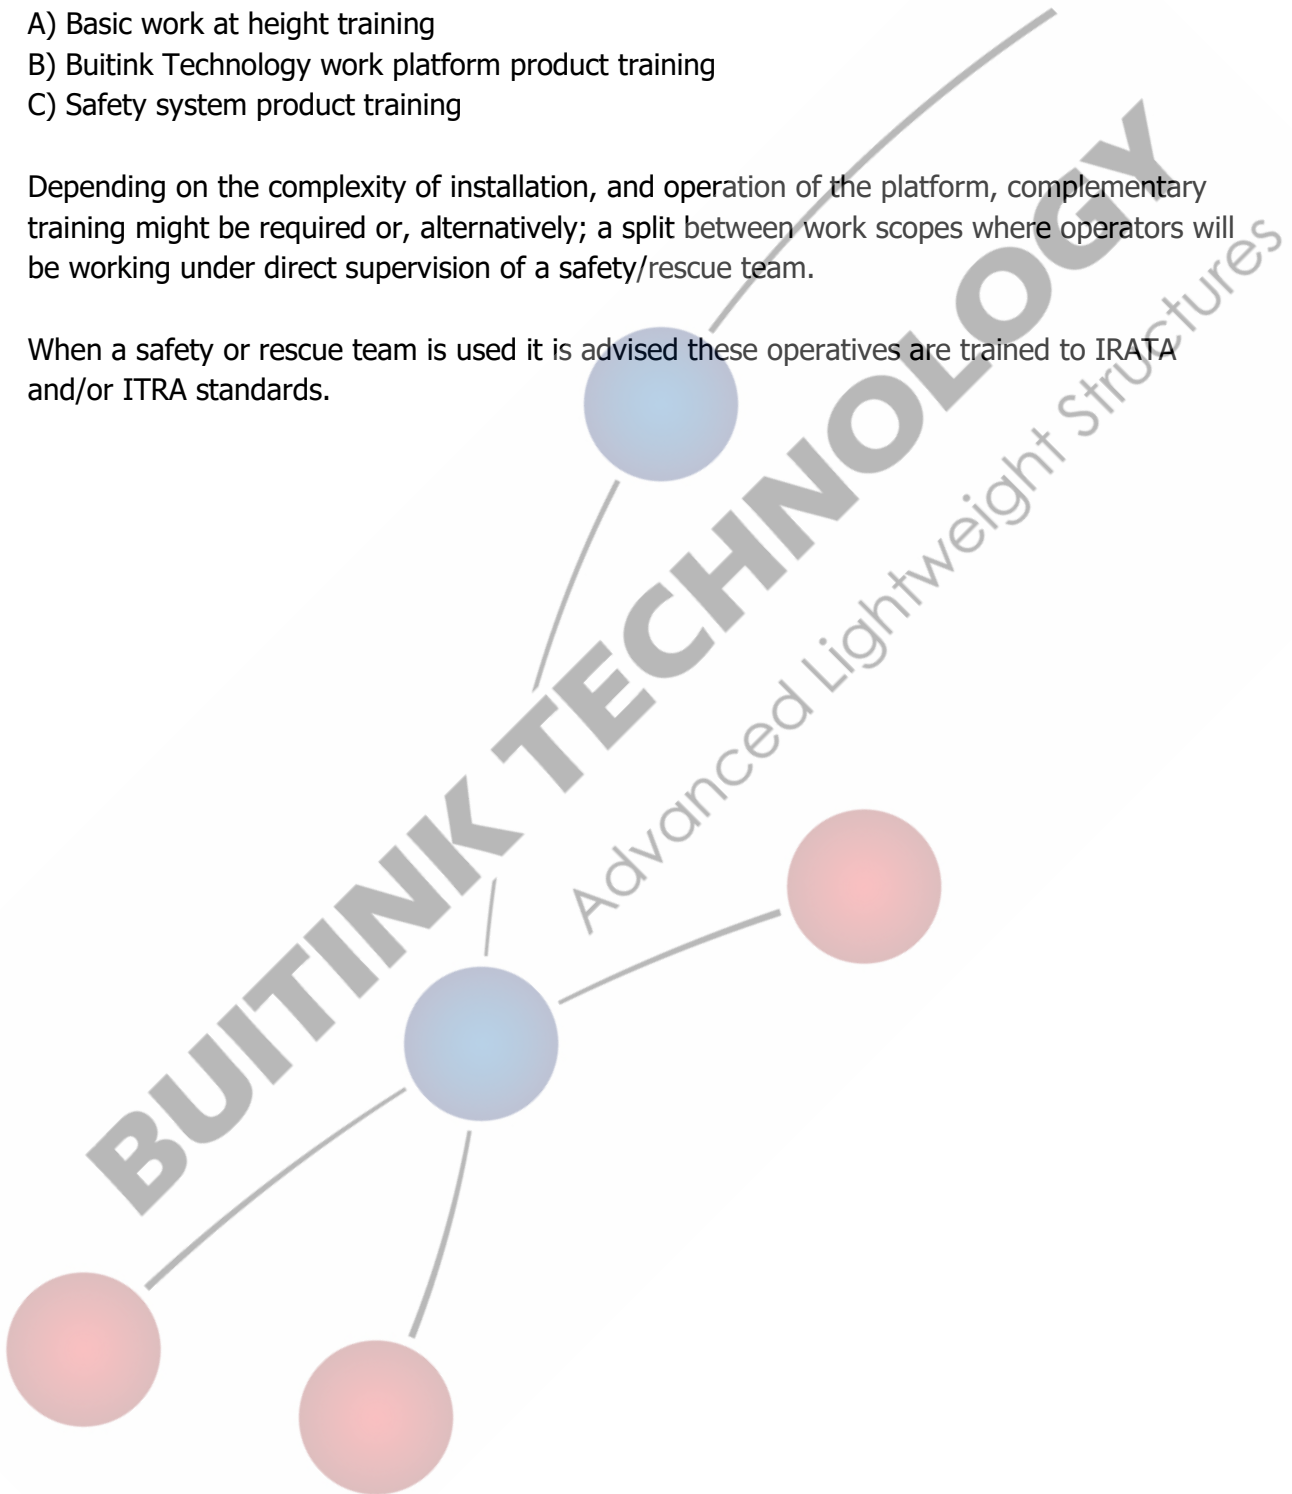 A) Basic work at height training
B) Buitink Technology work platform product training
C) Safety system product training
Depending on the complexity of installation, and operation of the platform, complementary
training might be required or, alternatively; a split between work scopes where operators will
be working under direct supervision of a safety/rescue team.
When a safety or rescue team is used it is advised these operatives are trained to IRATA
and/or ITRA standards.
BUITINK TECHNOLOGY
Advanced Lightweight Structures